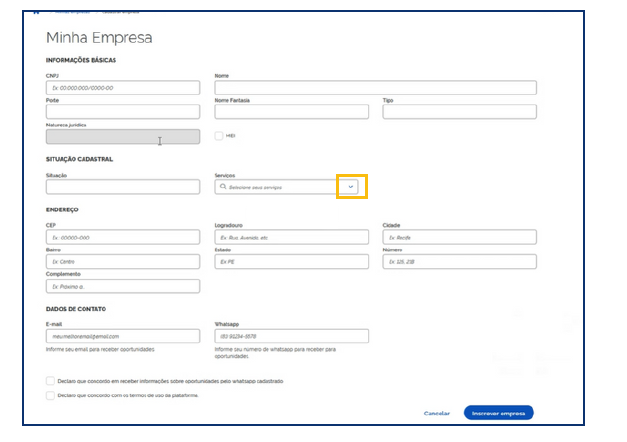 Minha Empresa
INFORMAÇÕES BÁSICAS
CNPJ Nome
Ex: 00.000.000/0000-00
Porte Nome Fantasia Tipo
Natureza Jurídica
MEI
SITUAÇÃO CADASTRAL
Situação Serviços
Selecione seus serviços
ENDEREÇO
CEP Logradouro Cidade
Ex.: 00000-000 Ex: Rua, Avenida, etc Ex: Recife
Bairro Estado Número
Ex: Centro Ex: PE Ex: 123, 21B
Complemento
Ex: Próximo a...
DADOS DE CONTATO
E-mail Whatsapp
meumelhoremail@email.com (81) 91234-5678
Informe seu email para receber oportunidades Informe seu número de whatsapp para receber para
oportunidades
Declaro que concordo em receber informações sobre oportunidades pelo whatsapp cadastrado
Declaro que concordo com os termos de uso da plataforma
Cancelar Inscrever empresa